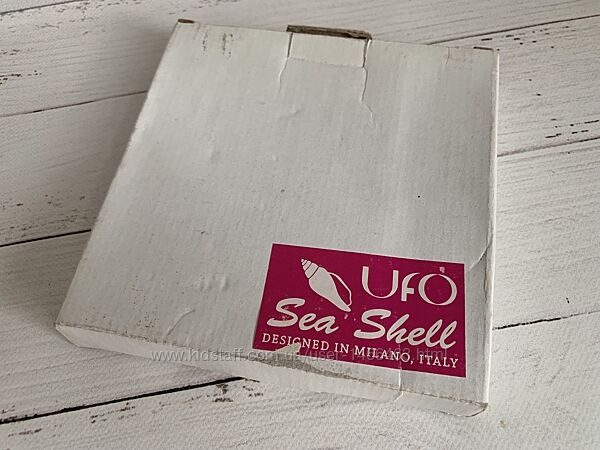 UFO
Sea Shell
DESIGNED IN MILANO, ITALY